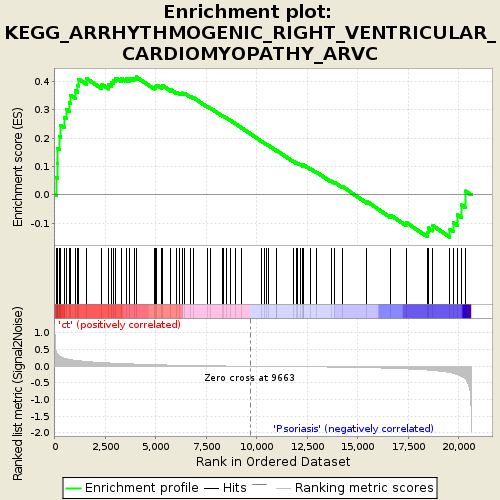 Enrichment plot:
KEGG_ARRHYTHMOGENIC_RIGHT_VENTRICULAR_
CARDIOMYOPATHY_ARVC
Enrichment score (ES)
0.4
0.3
0.2
0.1
0.0
-0.1
'ct' (positively correlated)
Ranked list metric (Signal2Noise)
1.0
0.5
0.0
-0.5
-1.0
-1.5
-2.0
Zero cross at 9663
'Psoriasis' (negatively correlated)
0
2,500
5,000
7,500
10,000
12,500
15,000
17,500
20,000
Rank in Ordered Dataset
Enrichment profile
Hits
Ranking metric scores